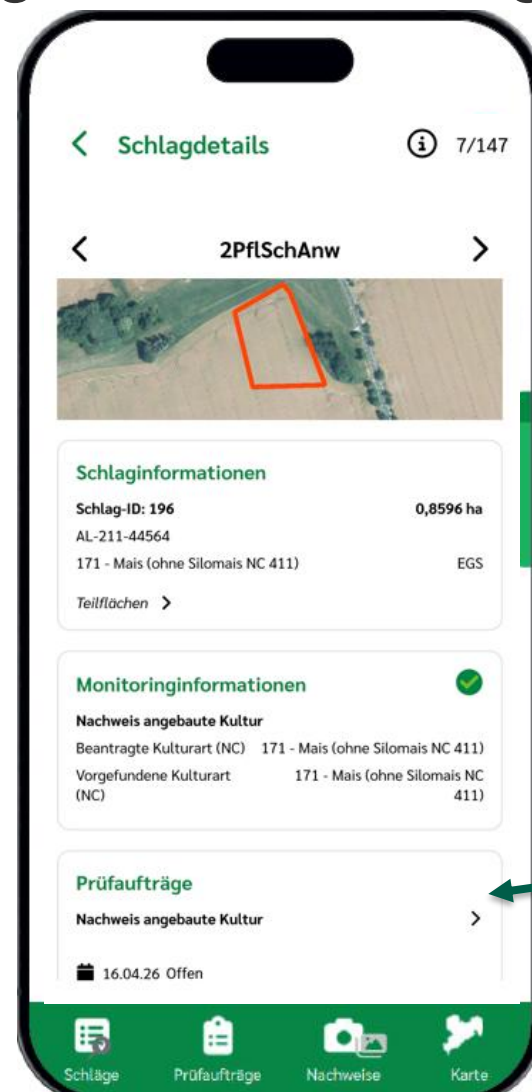 Schlagdetails
7/147
2PflSchAnw
Schlaginformationen
Schlag-ID: 196 0,8596 ha
AL-211-44564
171 - Mais (ohne Silomais NC 411) EGS
Teilflächen
Monitoringinformationen
Nachweis angebaute Kultur
Beantragte Kulturart (NC) 171 - Mais (ohne Silomais NC 411)
Vorgefundene Kulturart 171 - Mais (ohne Silomais NC
(NC) 411)
Prüfaufträge
Nachweis angebaute Kultur
16.04.26 Offen
Schläge Prüfaufträge Nachweise Karte